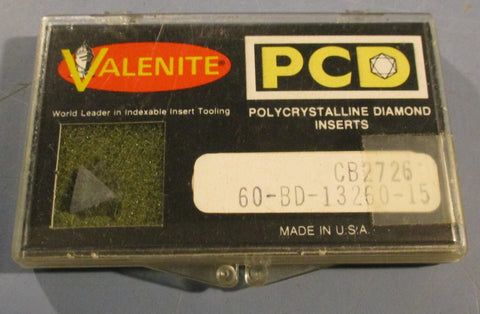 VALENITE®
World Leader in Indexable Insert Tooling
PCD
POLYCRYSTALLINE DIAMOND
INSERTS
CB2726
60-BD-13260-15
MADE IN U.S.A.